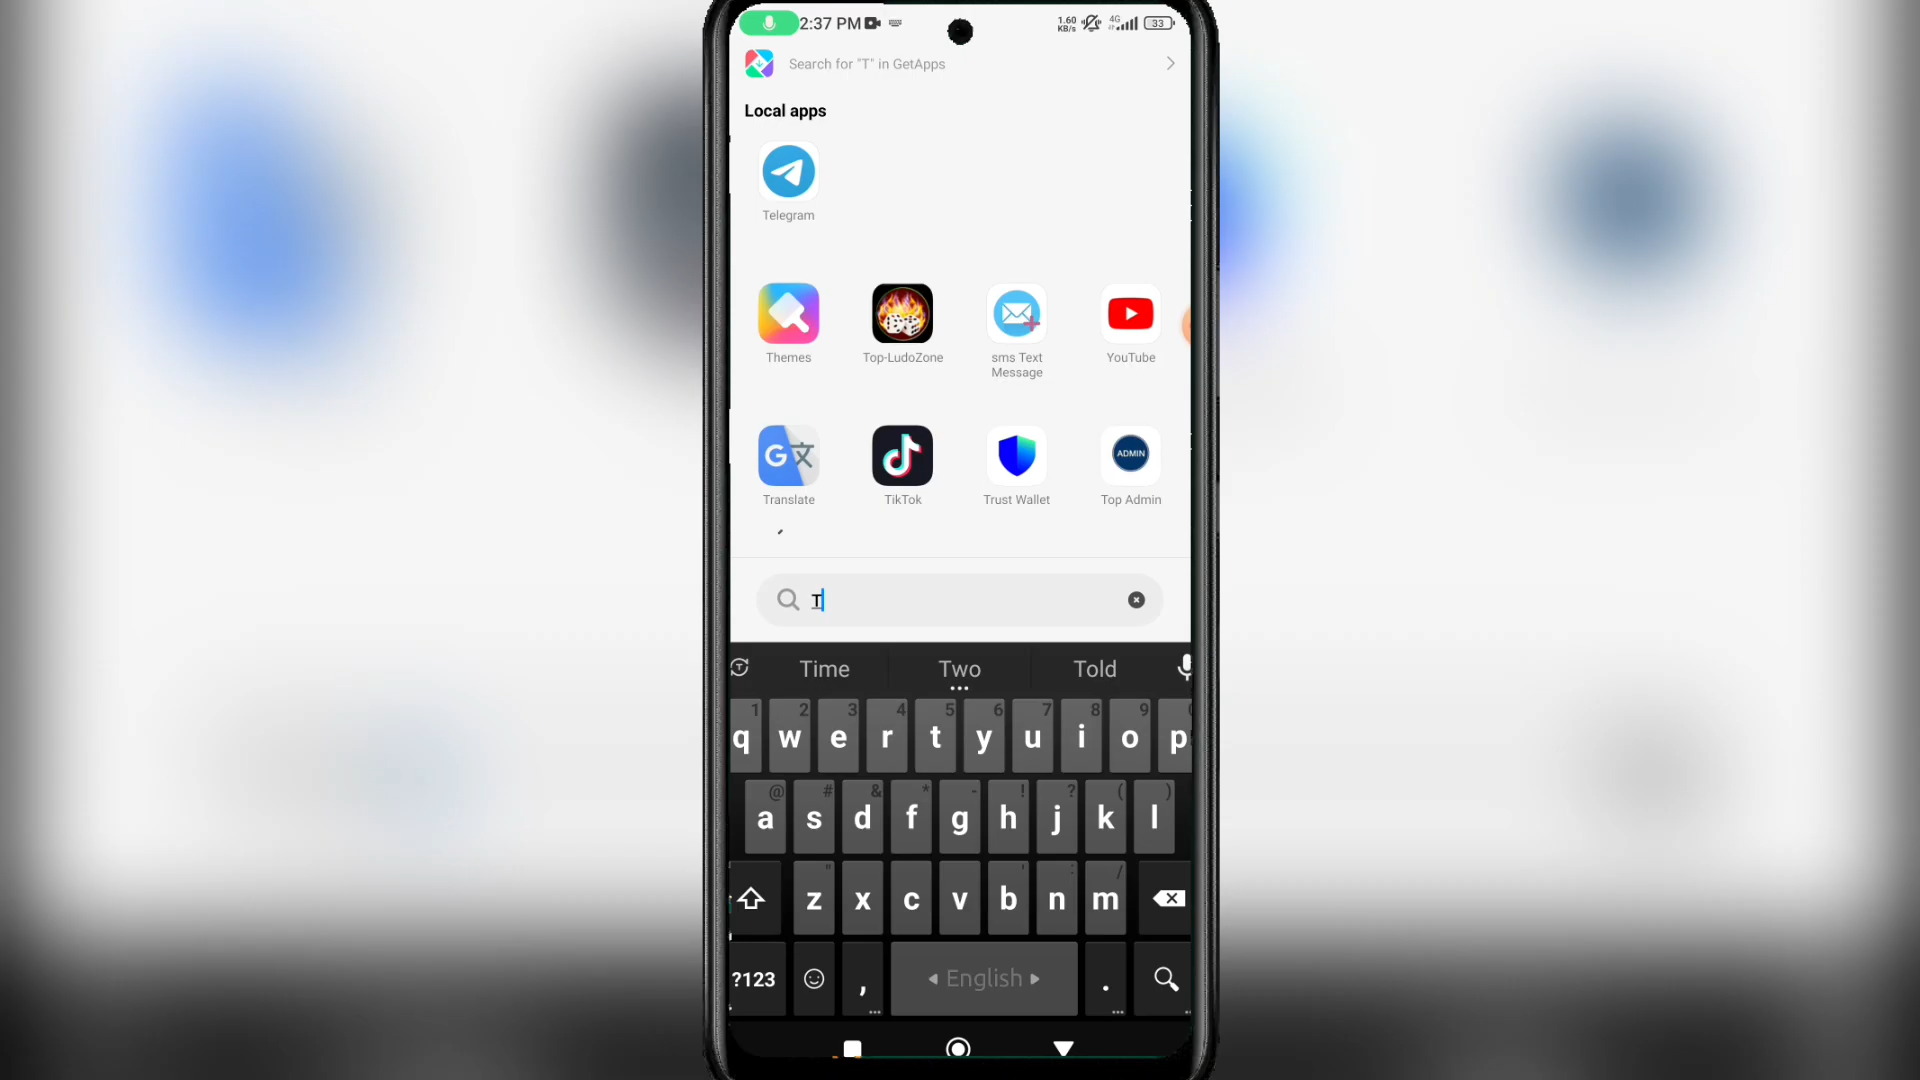 2:37 PM
1.60
KB/s
4G
33
Search for "T" in GetApps
Local apps
Telegram
Themes
Top-LudoZone
sms Text
Message
YouTube
G
ADMIN
Translate
TikTok
Trust Wallet
Top Admin
T
Time
Two
Told
1 2 3 4 5 6 7 8 9
q w e r t y u i o p
@ # & * - ! ? ( )
a s d f g h j k l
" ' : /
z x c v b n m
?123
,
English
.